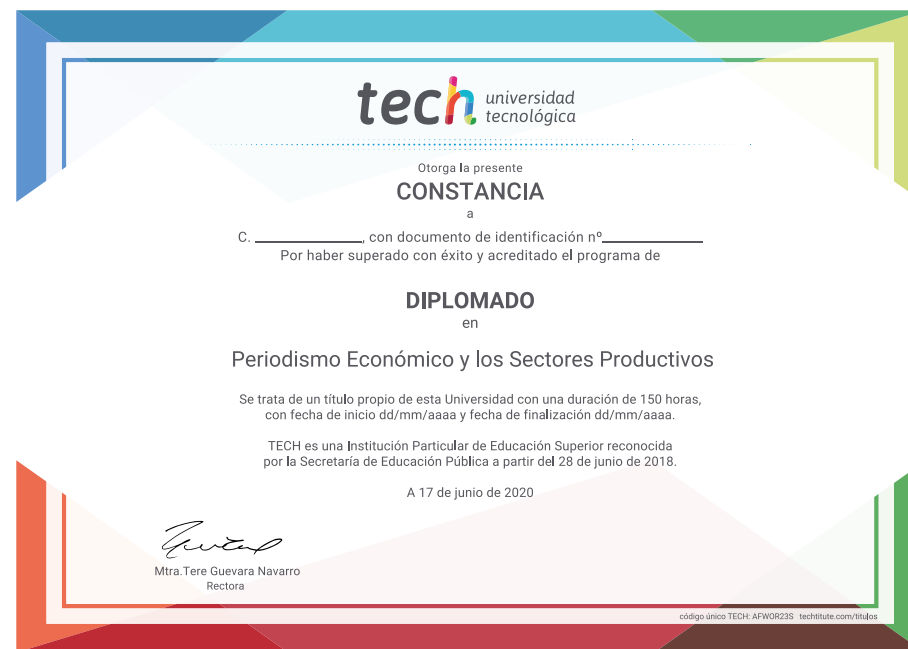 tech universidad
tecnológica
Otorga la presente
CONSTANCIA
a
C. ______________, con documento de identificación nº_____________
Por haber superado con éxito y acreditado el programa de
DIPLOMADO
en
Periodismo Económico y los Sectores Productivos
Se trata de un título propio de esta Universidad con una duración de 150 horas,
con fecha de inicio dd/mm/aaaa y fecha de finalización dd/mm/aaaa.
TECH es una Institución Particular de Educación Superior reconocida
por la Secretaría de Educación Pública a partir del 28 de junio de 2018.
A 17 de junio de 2020
Mtra.Tere Guevara Navarro
Rectora
código único TECH: AFWOR23S techtitute.com/titulos